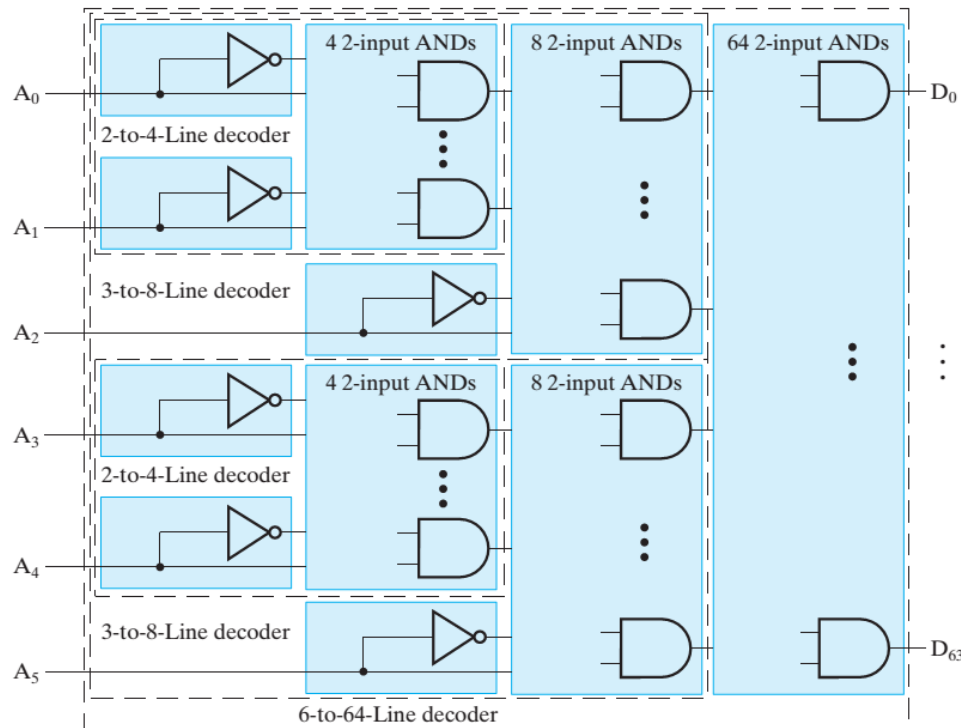 4 2-input ANDs 8 2-input ANDs 64 2-input ANDs
A₀ D₀
2-to-4-Line decoder
A₁
3-to-8-Line decoder
A₂
4 2-input ANDs 8 2-input ANDs
A₃
2-to-4-Line decoder
A₄
3-to-8-Line decoder
A₅ D₆₃
6-to-64-Line decoder